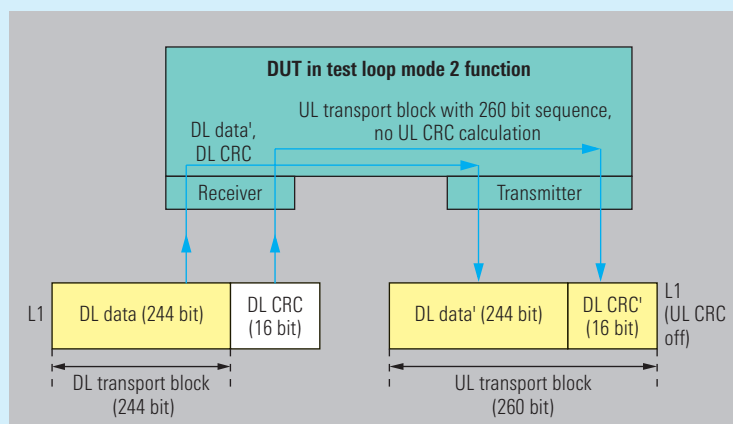 DUT in test loop mode 2 function
UL transport block with 260 bit sequence,
no UL CRC calculation
DL data',
DL CRC
Receiver
Transmitter
L1
DL data (244 bit)
DL CRC
(16 bit)
DL data' (244 bit)
DL CRC'
(16 bit)
L1
(UL CRC
off)
DL transport block
(244 bit)
UL transport block
(260 bit)